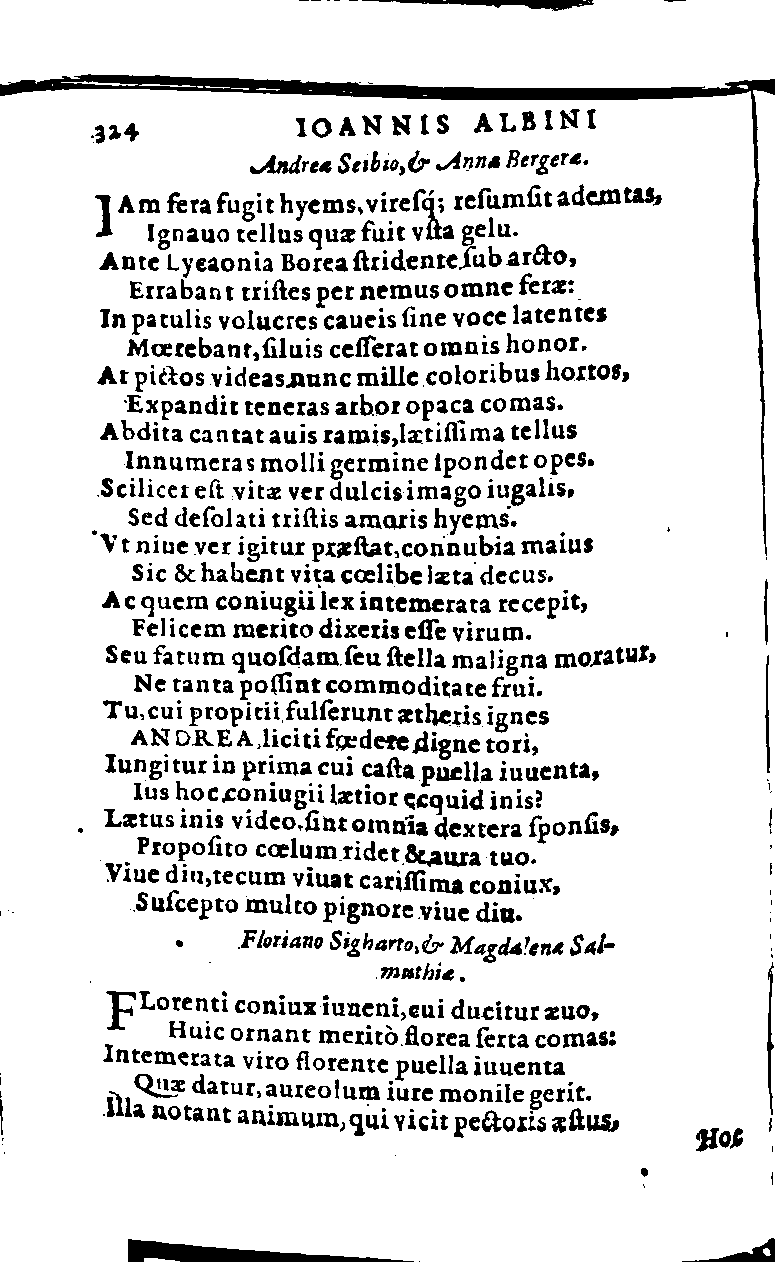 324 IOANNIS ALBINI
Andreæ Seibio, & Annæ Bergeræ.
IAm fera fugit hyems, viresq́; resumsit ademtas,
Ignauo tellus quæ fuit vsta gelu.
Ante Lycaonia Borea stridente sub arcto,
Errabant tristes per nemus omne feræ:
In patulis volucres caueis sine voce latentes
Mœrebant, siluis cesserat omnis honor.
At pictos videas nunc mille coloribus hortos,
Expandit teneras arbor opaca comas.
Abdita cantat auis ramis, lætissima tellus
Innumeras molli germine spondet opes.
Scilicet est vitæ ver dulcis imago iugalis,
Sed desolati tristis amoris hyems.
Vt niue ver igitur præstat, connubia maius
Sic & habent vita cœlibe læta decus.
Ac quem coniugii lex intemerata recepit,
Felicem merito dixeris esse virum.
Seu fatum quosdam seu stella maligna moratur,
Ne tanta possint commoditate frui.
Tu, cui propitii fulserunt ætheris ignes
ANDREA, liciti fœdere digne tori,
Iungitur in prima cui casta puella iuuenta,
Ius hoc coniugii lætior ecquid inis?
Lætus inis video, sint omnia dextera sponsis,
Proposito cœlum ridet & aura tuo.
Viue diu, tecum viuat carissima coniux,
Suscepto multo pignore viue diu.
Floriano Sigharto, & Magdalenæ Sal-
muthiæ.
FLorenti coniux iuueni, cui ducitur æuo,
Huic ornant meritò florea serta comas:
Intemerata viro florente puella iuuenta
Quæ datur, aureolum iure monile gerit.
Illa notant animum, qui vicit pectoris æstus,
Hoc